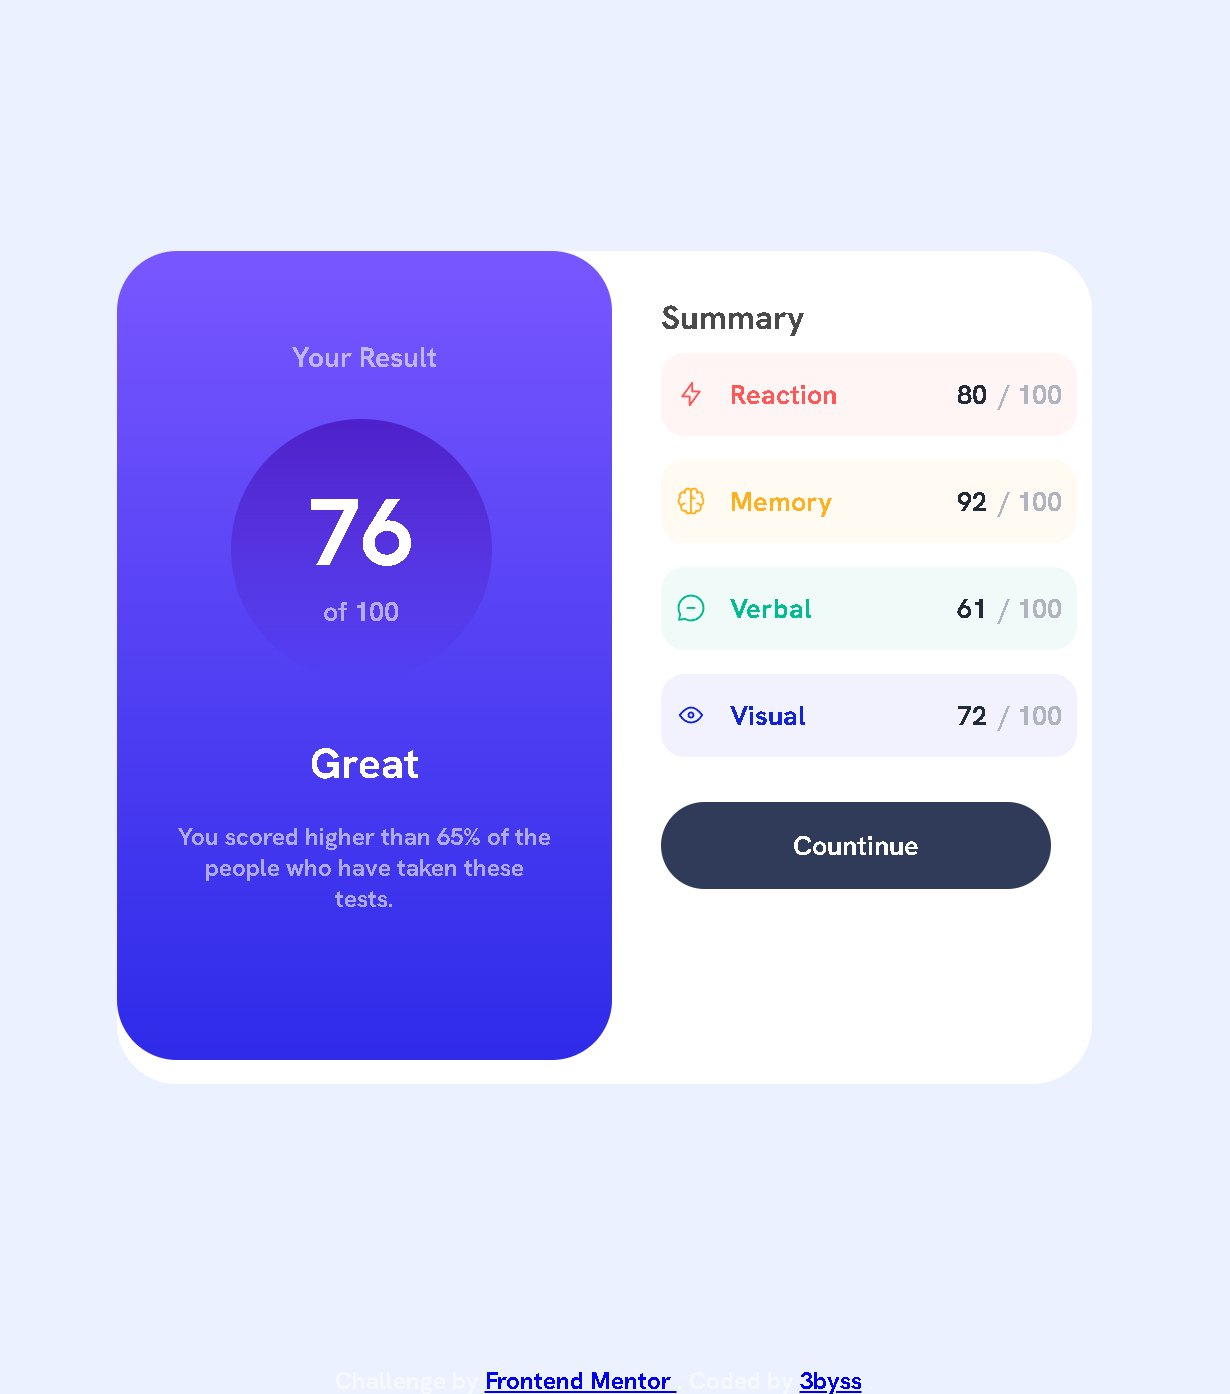 Your Result
76
of 100
Great
You scored higher than 65% of the
people who have taken these
tests.
Summary
Reaction 80 / 100
Memory 92 / 100
Verbal 61 / 100
Visual 72 / 100
Countinue
Challenge by Frontend Mentor . Coded by 3byss .